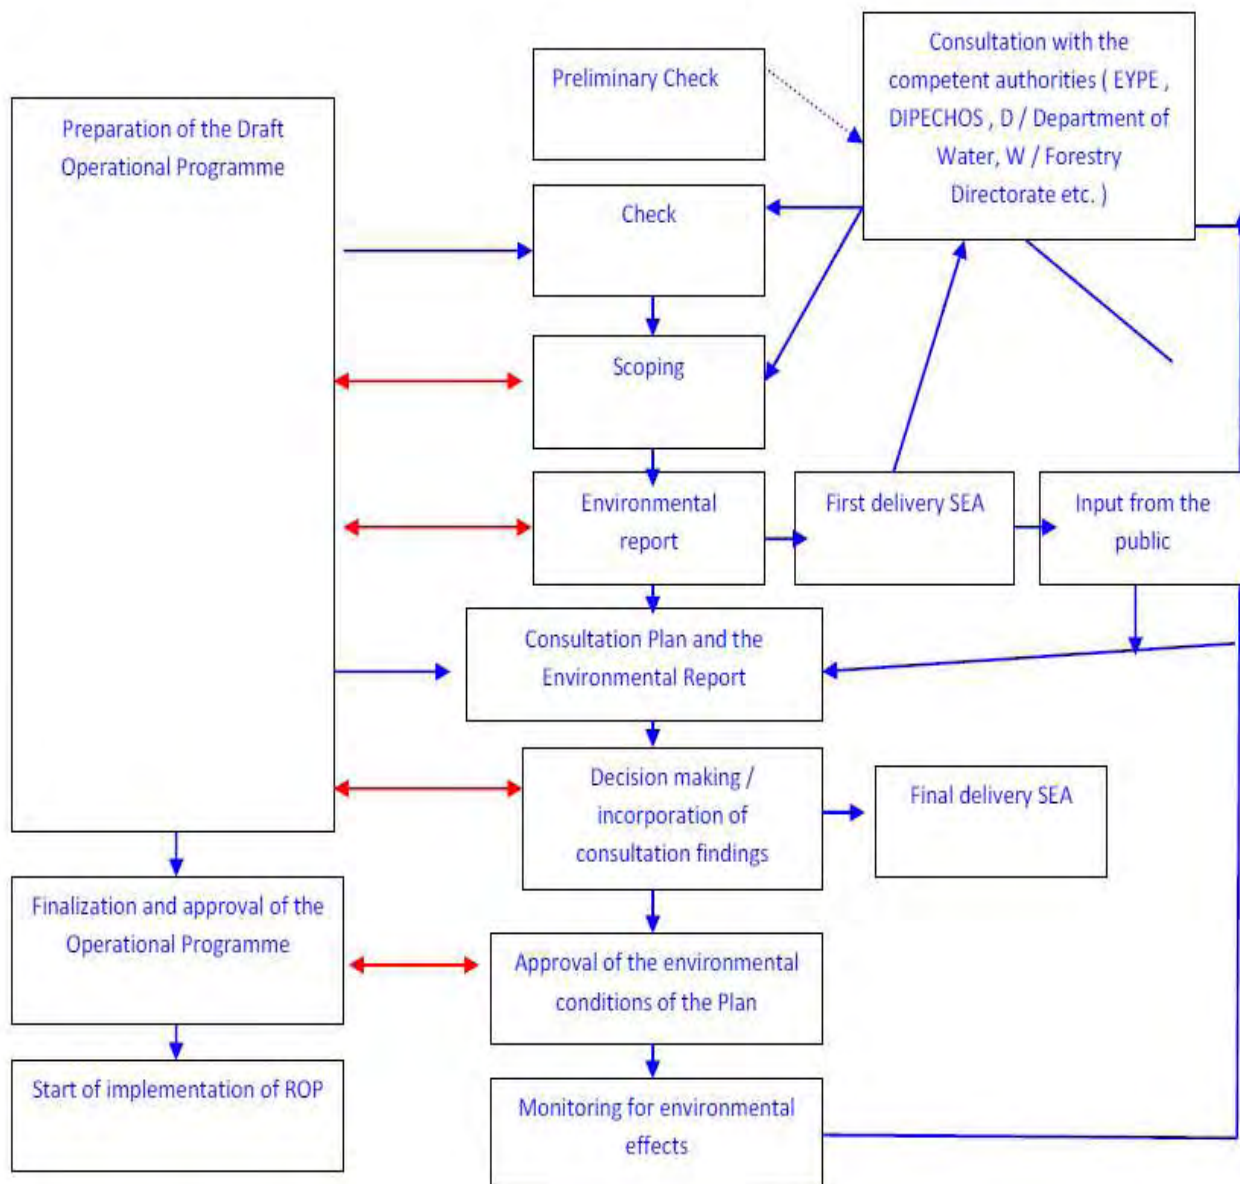 Preliminary Check
Consultation with the
competent authorities ( EYPE ,
DIPECHOS , D / Department of
Water, W / Forestry
Directorate etc. )
Preparation of the Draft
Operational Programme
Check
Scoping
Environmental
report
First delivery SEA
Input from the
public
Consultation Plan and the
Environmental Report
Decision making /
incorporation of
consultation findings
Final delivery SEA
Finalization and approval of the
Operational Programme
Approval of the environmental
conditions of the Plan
Start of implementation of ROP
Monitoring for environmental
effects